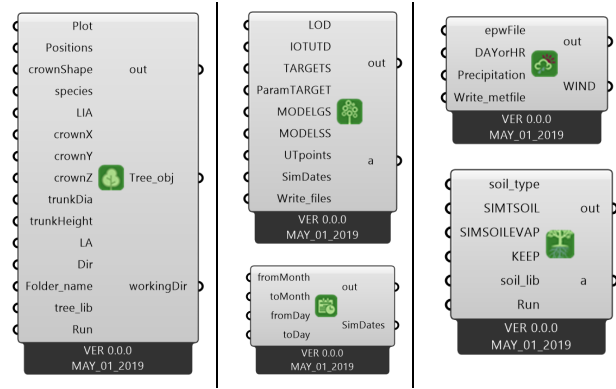 Plot
Positions
crownShape
species
LIA
crownX
crownY
crownZ
trunkDia
trunkHeight
LA
Dir
Folder_name
tree_lib
Run
out
Tree_obj
workingDir
VER 0.0.0
MAY_01_2019
LOD
IOTUTD
TARGETS
ParamTARGET
MODELGS
MODELSS
UTpoints
SimDates
Write_files
out
a
VER 0.0.0
MAY_01_2019
fromMonth
toMonth
fromDay
toDay
out
SimDates
VER 0.0.0
MAY_01_2019
epwFile
DAYorHR
Precipitation
Write_metfile
out
WIND
VER 0.0.0
MAY_01_2019
soil_type
SIMTSOIL
SIMSOILEVAP
KEEP
soil_lib
Run
out
a
VER 0.0.0
MAY_01_2019